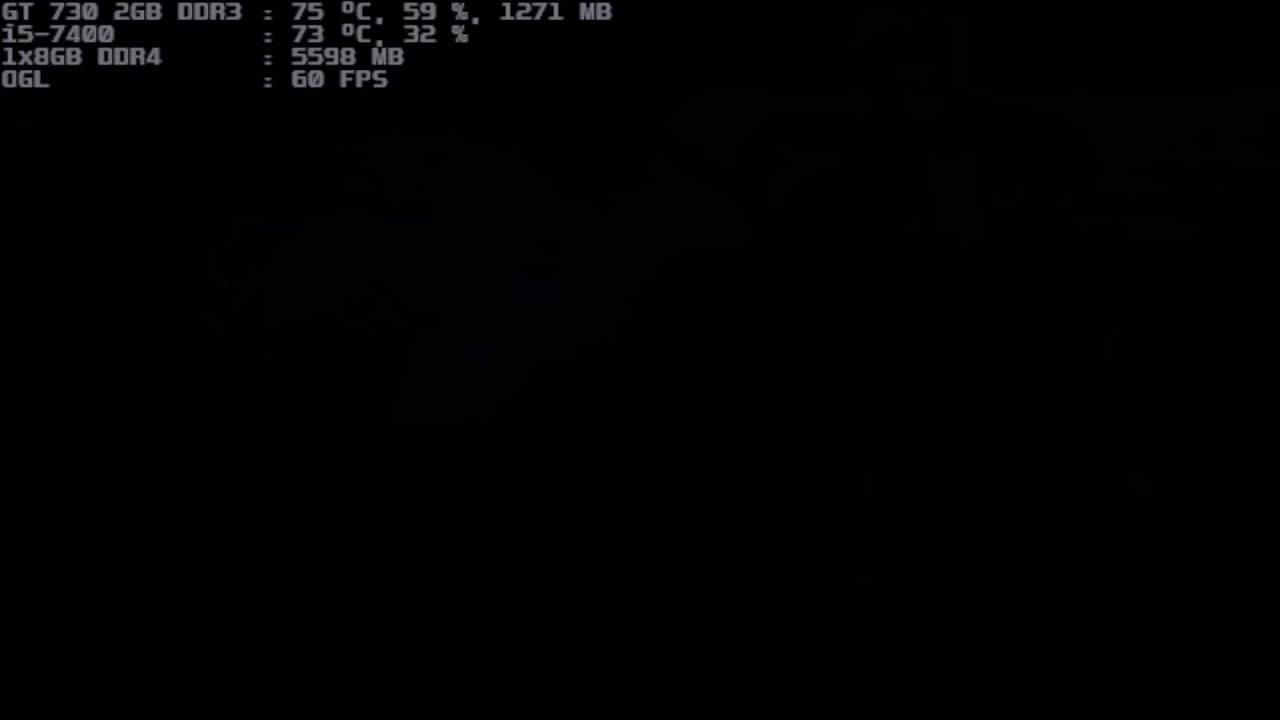 GT 730 2GB DDR3 : 75 ºC, 59 %, 1271 MB
i5-7400 : 73 ºC, 32 %
1x8GB DDR4 : 5598 MB
OGL : 60 FPS